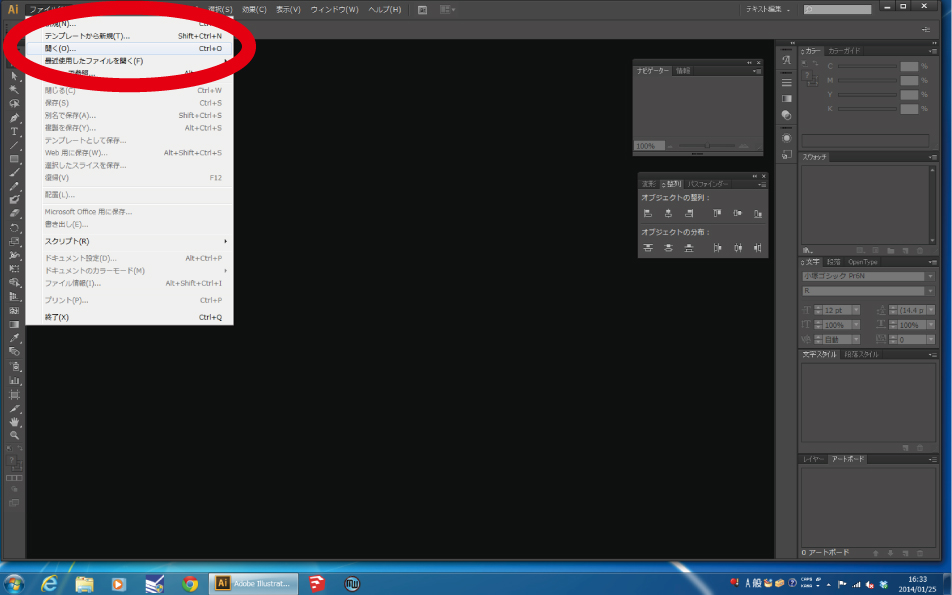 Ai
選択(S) 効果(C) 表示(V) ウィンドウ(W) ヘルプ(H)
テキスト編集
テンプレートから新規(T)... Shift+Ctrl+N
開く(O)... Ctrl+O
最近使用したファイルを開く(F)
閉じる(C) Ctrl+W
保存(S) Ctrl+S
別名で保存(A)... Shift+Ctrl+S
複製を保存(Y)... Alt+Ctrl+S
テンプレートとして保存...
Web 用に保存(W)... Alt+Shift+Ctrl+S
選択したスライスを保存...
復帰(V) F12
配置(L)...
Microsoft Office 用に保存...
書き出し(E)...
スクリプト(R)
ドキュメント設定(D)... Alt+Ctrl+P
ドキュメントのカラーモード(M)
ファイル情報(I)... Alt+Shift+Ctrl+I
プリント(P)... Ctrl+P
終了(X) Ctrl+Q
ナビゲーター 情報
100%
変形 整列 パスファインダー
オブジェクトの整列：
オブジェクトの分布：
カラー カラーガイド
C %
M %
Y %
K %
スウォッチ
文字 段落 OpenType
小塚ゴシック Pr6N
R
12 pt (14.4 p
100% 100%
自動 0
文字スタイル 段落スタイル
レイヤー アートボード
0 アートボード
Ai Adobe Illustrat...
A 般
CAPS
KANA
16:33
2014/01/25